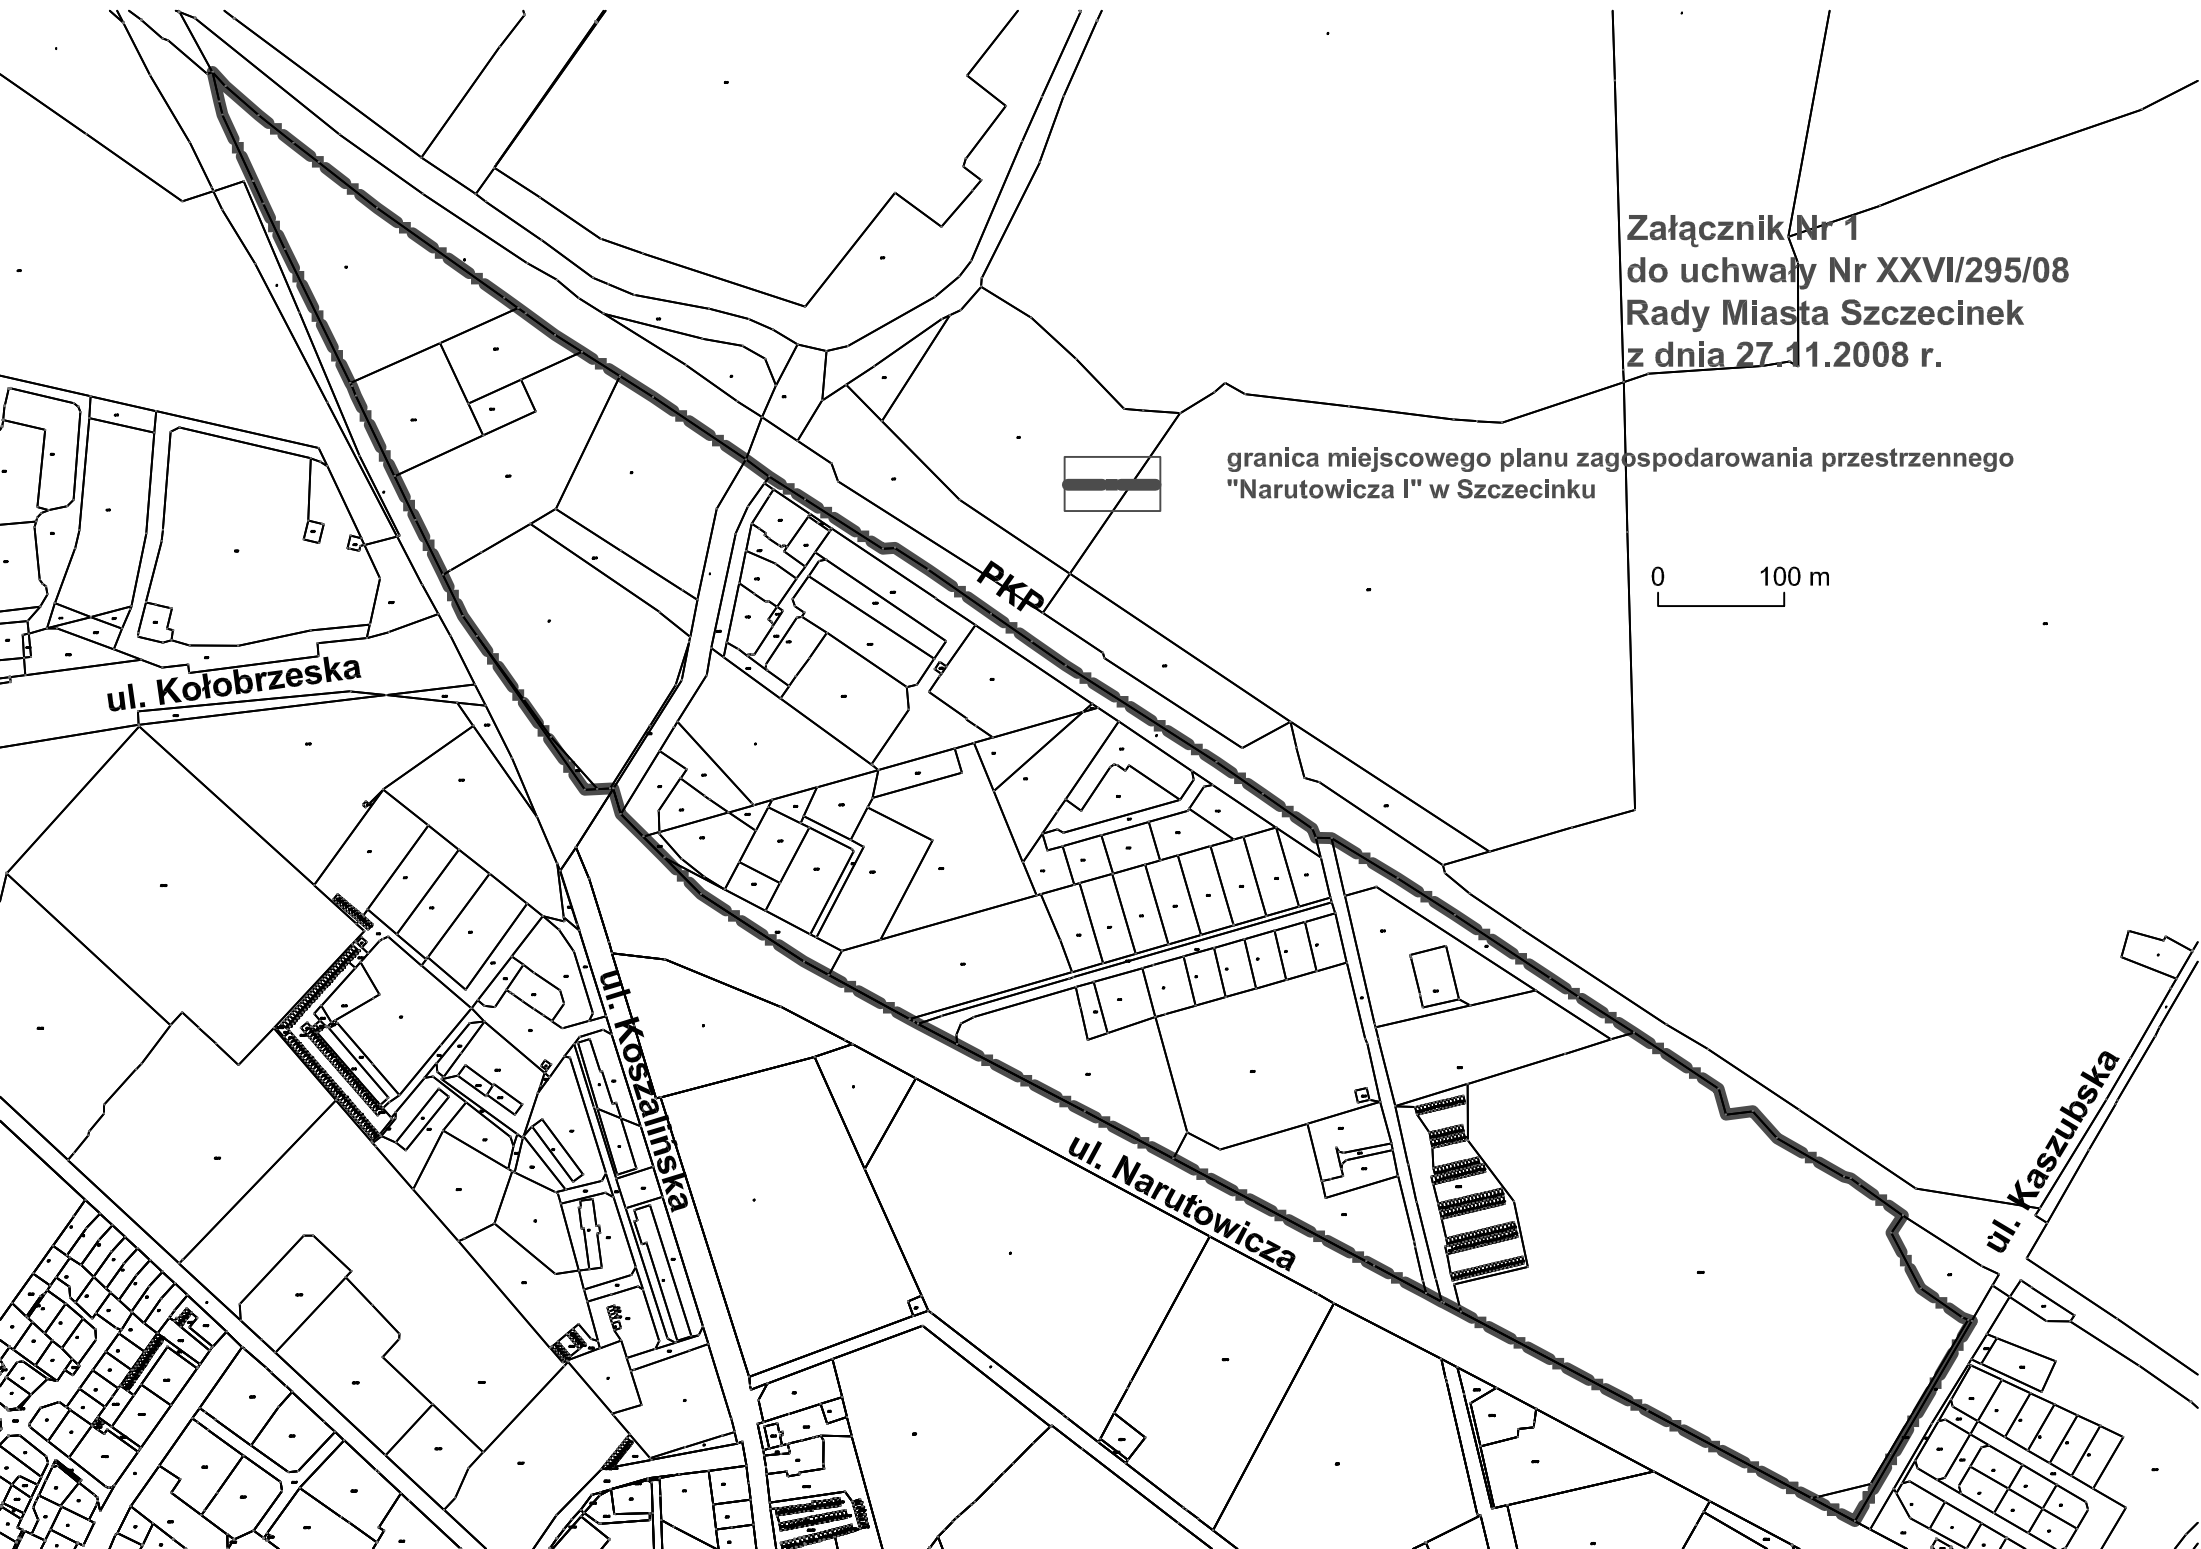 Załącznik Nr 1
do uchwały Nr XXVI/295/08
Rady Miasta Szczecinek
z dnia 27.11.2008 r.
granica miejscowego planu zagospodarowania przestrzennego
"Narutowicza I" w Szczecinku
0 100 m
PKP
ul. Kołobrzeska
ul. Koszalińska
ul. Narutowicza
ul. Kaszubska